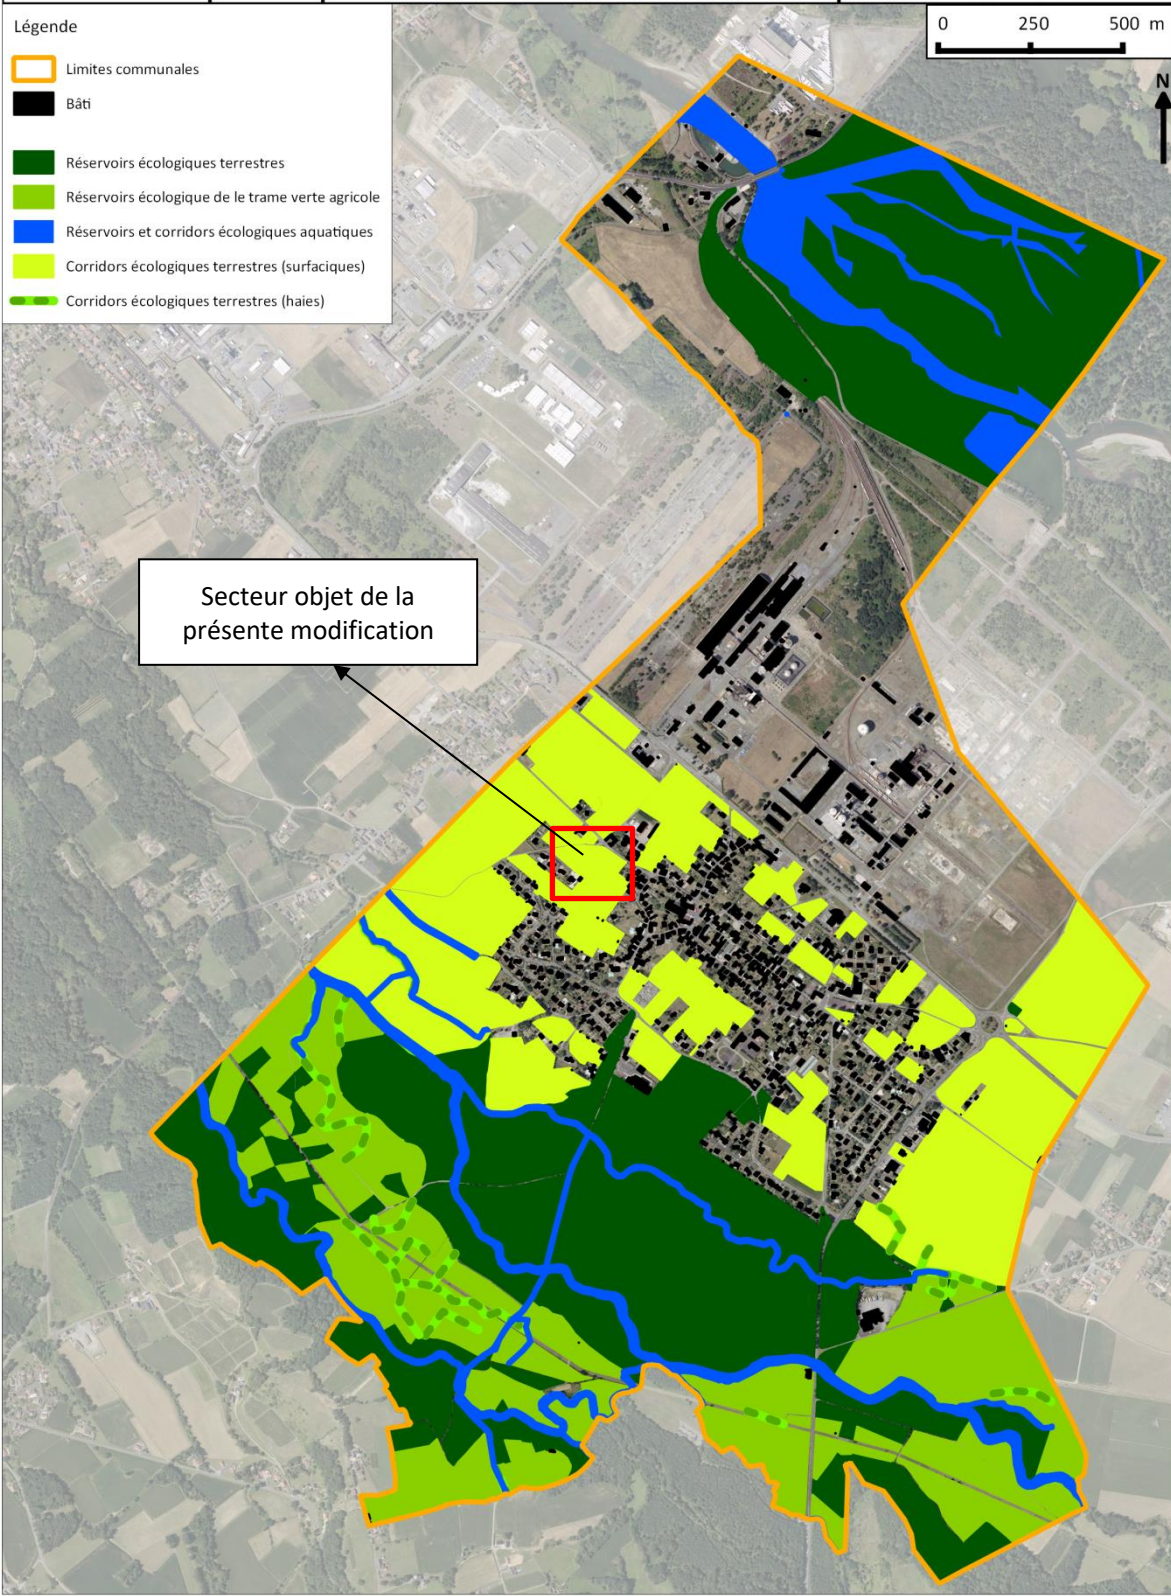 Légende
Limites communales
Bâti
Réservoirs écologiques terrestres
Réservoirs écologique de le trame verte agricole
Réservoirs et corridors écologiques aquatiques
Corridors écologiques terrestres (surfaciques)
Corridors écologiques terrestres (haies)
0 250 500 m
N
Secteur objet de la
présente modification